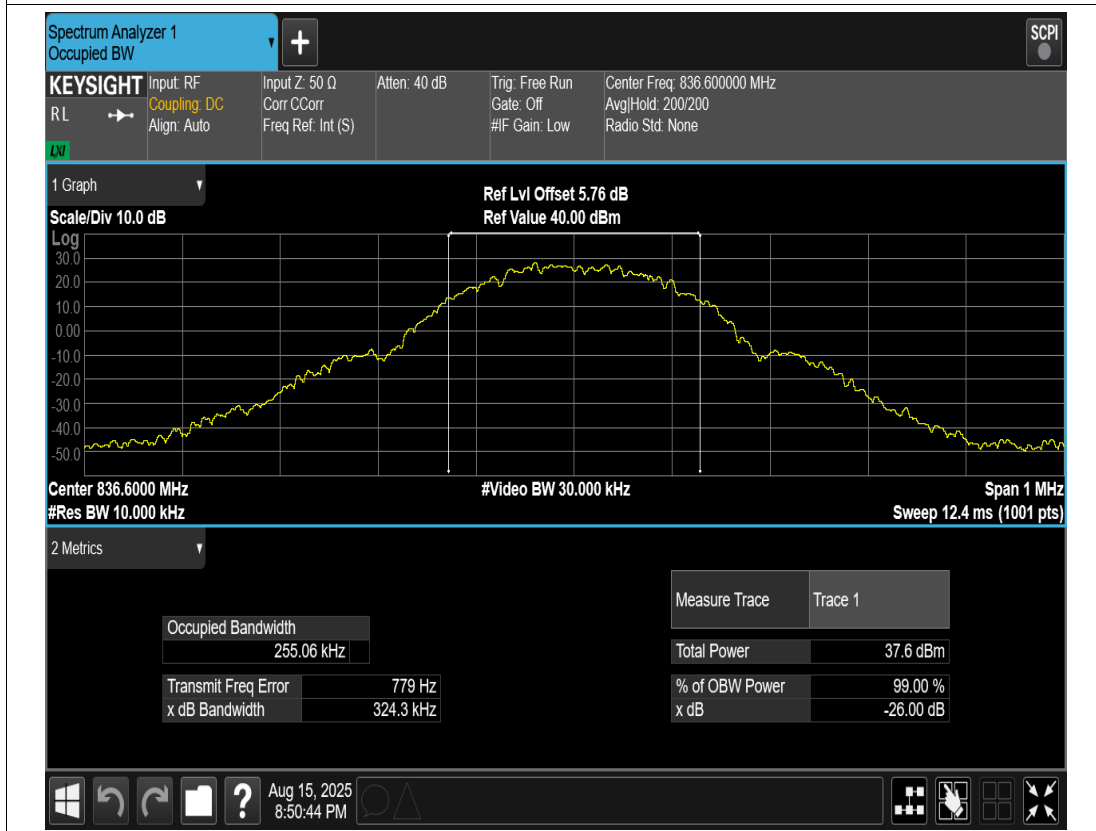 Spectrum Analyzer 1
Occupied BW
+
SCPI
KEYSIGHT
RL
LXI
Input: RF
Coupling: DC
Align: Auto
Input Z: 50 Ω
Corr CCorr
Freq Ref: Int (S)
Atten: 40 dB
Trig: Free Run
Gate: Off
#IF Gain: Low
Center Freq: 836.600000 MHz
Avg|Hold: 200/200
Radio Std: None
1 Graph
Scale/Div 10.0 dB
Ref Lvl Offset 5.76 dB
Ref Value 40.00 dBm
Log
30.0
20.0
10.0
0.00
-10.0
-20.0
-30.0
-40.0
-50.0
Center 836.6000 MHz
#Video BW 30.000 kHz
Span 1 MHz
#Res BW 10.000 kHz
Sweep 12.4 ms (1001 pts)
2 Metrics
Measure Trace
Trace 1
Occupied Bandwidth
255.06 kHz
Total Power
37.6 dBm
Transmit Freq Error
779 Hz
% of OBW Power
99.00 %
x dB Bandwidth
324.3 kHz
x dB
-26.00 dB
?
Aug 15, 2025
8:50:44 PM